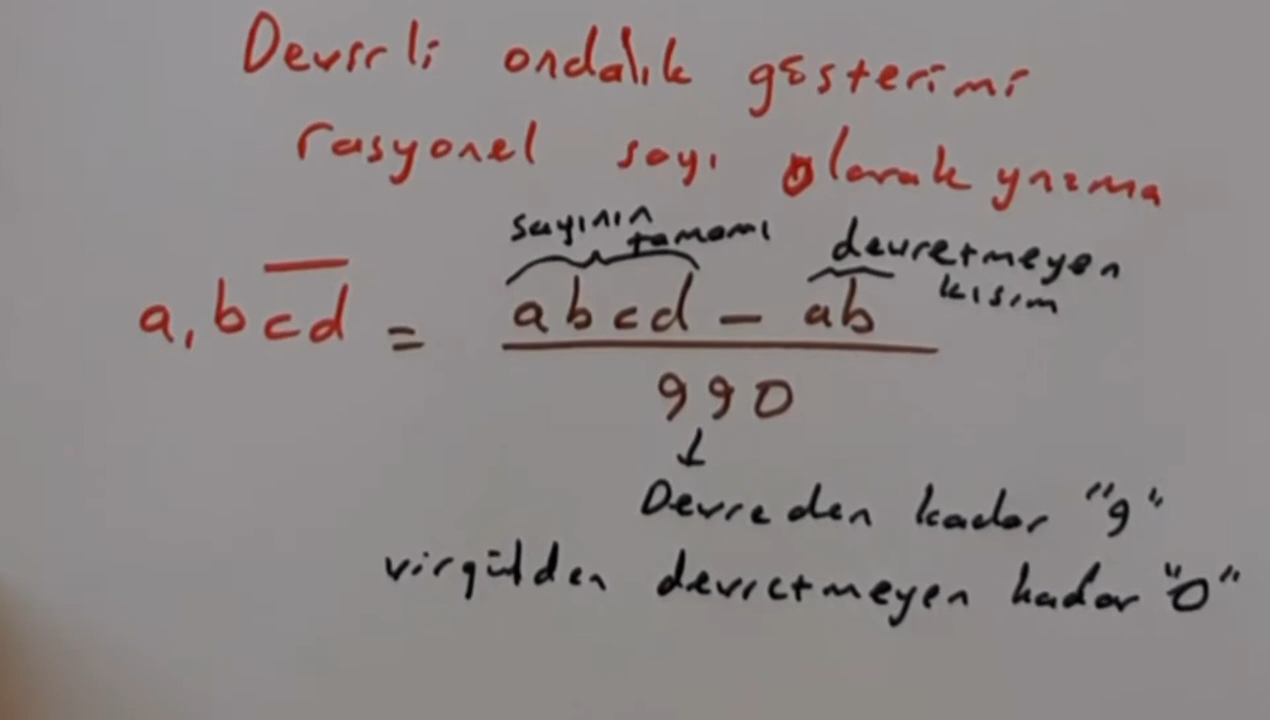 Devirli ondalık gösterimi
rasyonel sayı olarak yazma
sayının tamamı
devretmeyen kısım
a,bcd = abcd - ab
990
↓
Devreden kadar "9"
virgülden devretmeyen kadar "0"